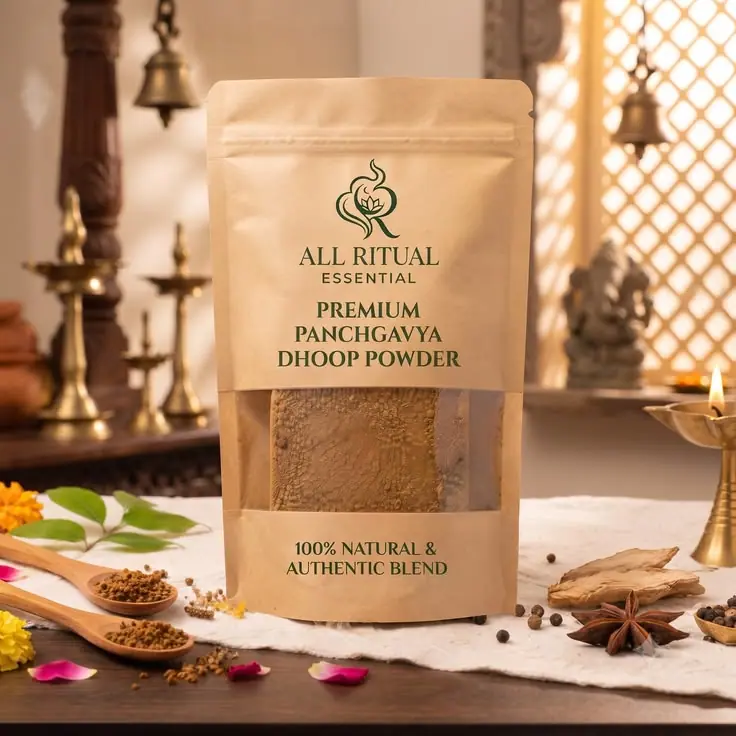 ALL RITUAL
ESSENTIAL
PREMIUM
PANCHGAVYA
DHOOP POWDER
100% NATURAL &
AUTHENTIC BLEND